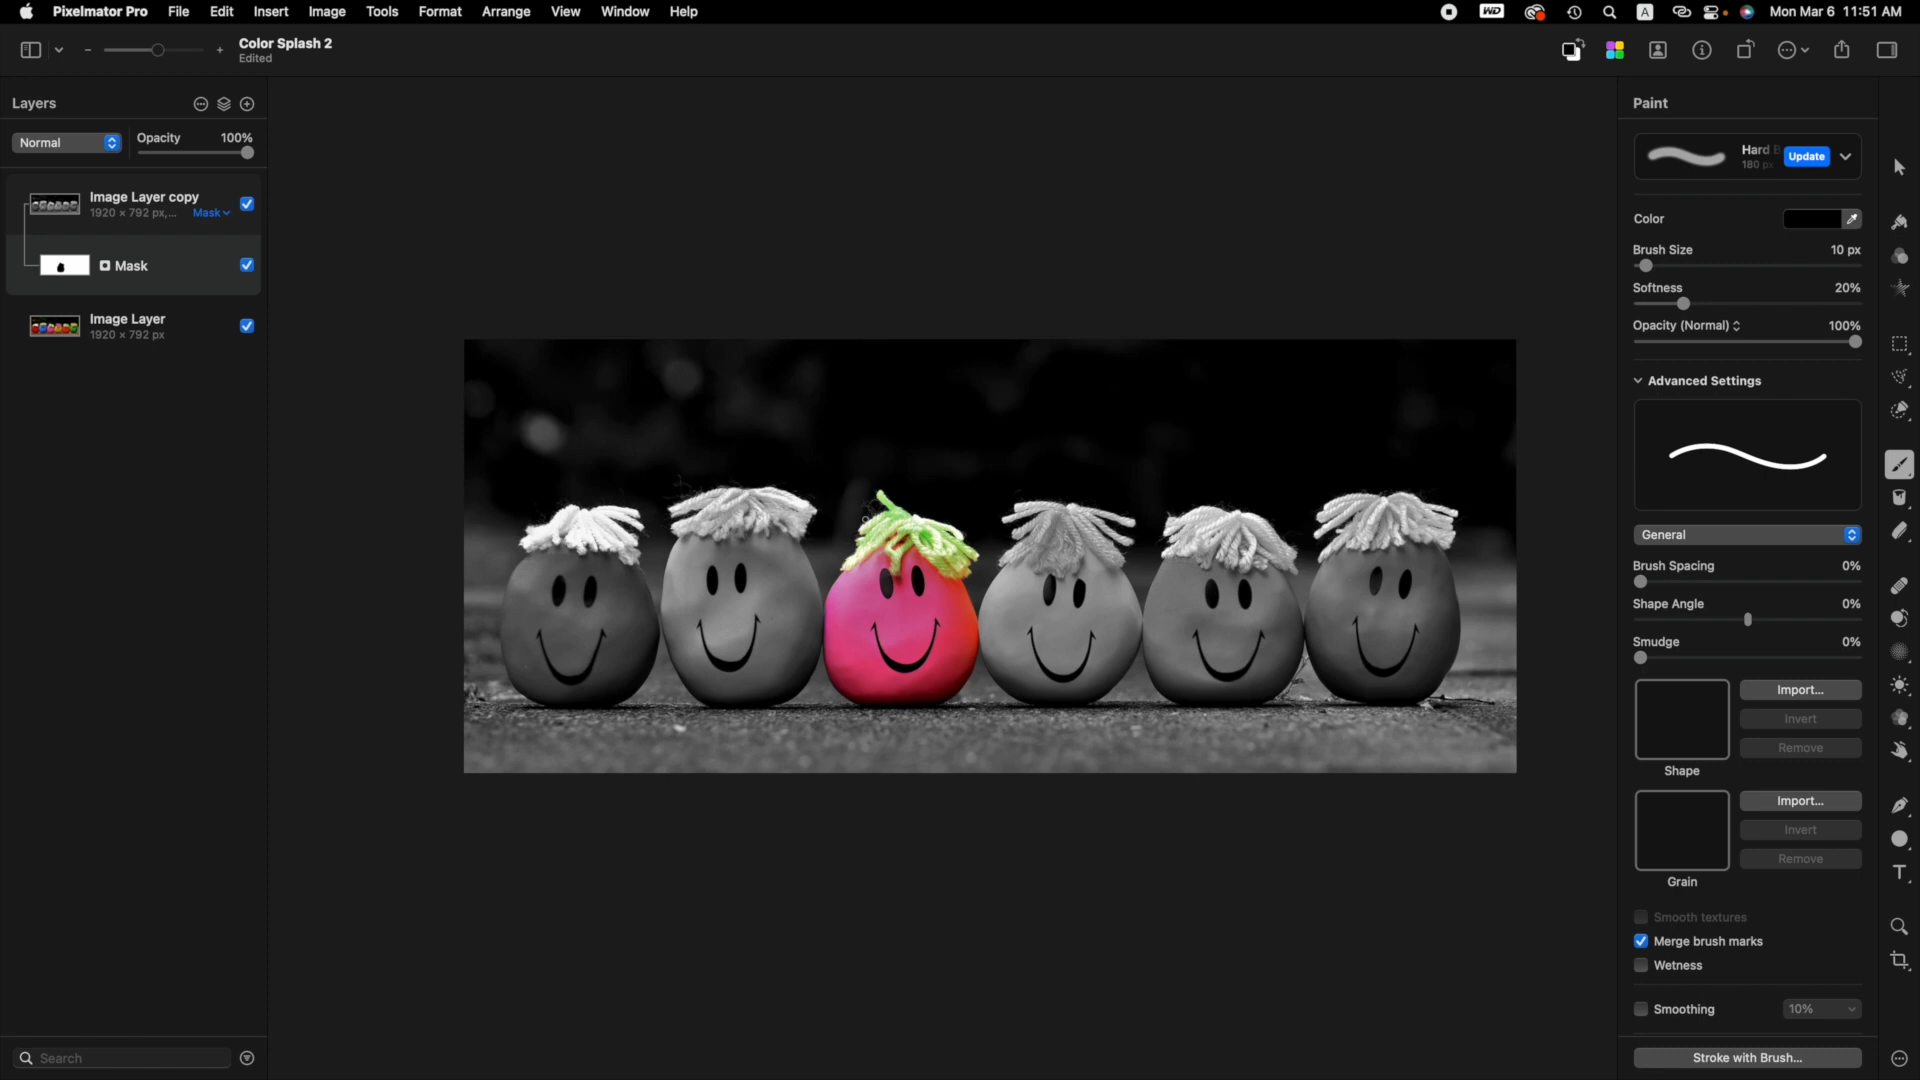 Pixelmator Pro File Edit Insert Image Tools Format Arrange View Window Help WD A Mon Mar 6 11:51 AM
Color Splash 2
Edited
Layers
Normal Opacity 100%
Image Layer copy
1920 × 792 px,... Mask
Mask
Image Layer
1920 × 792 px
Search
Paint
Hard
180 px
Update
Color
Brush Size 10 px
Softness 20%
Opacity (Normal) 100%
Advanced Settings
General
Brush Spacing 0%
Shape Angle 0%
Smudge 0%
Import...
Invert
Remove
Shape
Import...
Invert
Remove
Grain
Smooth textures
Merge brush marks
Wetness
Smoothing 10%
Stroke with Brush...
T